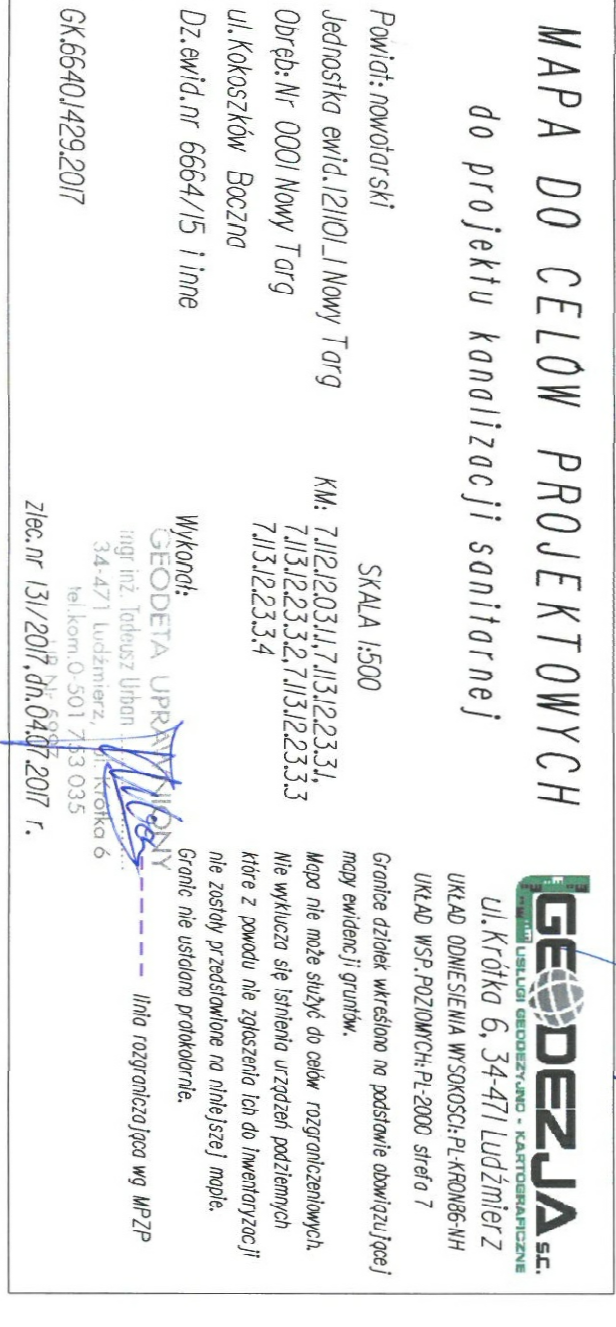 MAPA DO CELÓW PROJEKTOWYCH
do projektu kanalizacji sanitarnej
GEODEZJA s.c.
USŁUGI GEODEZYJNO - KARTOGRAFICZNE
ul. Krótka 6, 34-471 Ludźmierz
UKŁAD ODNIESIENIA WYSOKOSCI: PL-KRON86-NH
UKŁAD WSP. POZIOMYCH: PL-2000 strefa 7
Powiat: nowotarski
Jednostka ewid. 121101_1 Nowy Targ
Obręb: Nr 0001 Nowy Targ
ul. Kokoszków Boczna
Dz.ewid.nr 6664/15 i inne
GK.6640.1429.2017
SKALA 1:500
KM: 7.112.12.03.1.1, 7.113.12.23.3.1,
7.113.12.23.3.2, 7.113.12.23.3.3
7.113.12.23.3.4
Wykonał:
GEODETA UPRAWNIONY
mgr inż. Tadeusz Urban
34-471 Ludźmierz, ul. Krótka 6
tel.kom. 0-501 753 035
zlec.nr 131/2017, dn.04.07.2017 r.
Granice działek wkreślono na podstawie obowiązującej
mapy ewidencji gruntów.
Mapa nie może służyć do celów rozgraniczeniowych.
Nie wyklucza się istnienia urządzeń podziemnych
które z powodu nie zgłoszenia ich do inwentaryzacji
nie zostały przedstawione na niniejszej mapie.
Granic nie ustalono protokolarnie.
linia rozgraniczająca wg MPZP